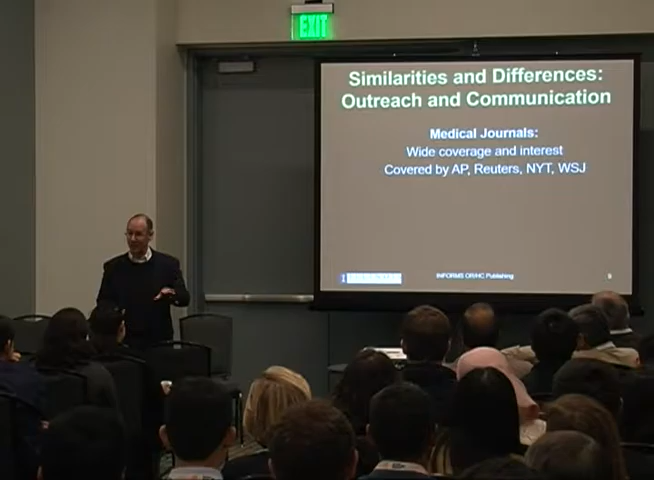 EXIT
Similarities and Differences:
Outreach and Communication
Medical Journals:
Wide coverage and interest
Covered by AP, Reuters, NYT, WSJ
INFORMS OR/HC Publishing